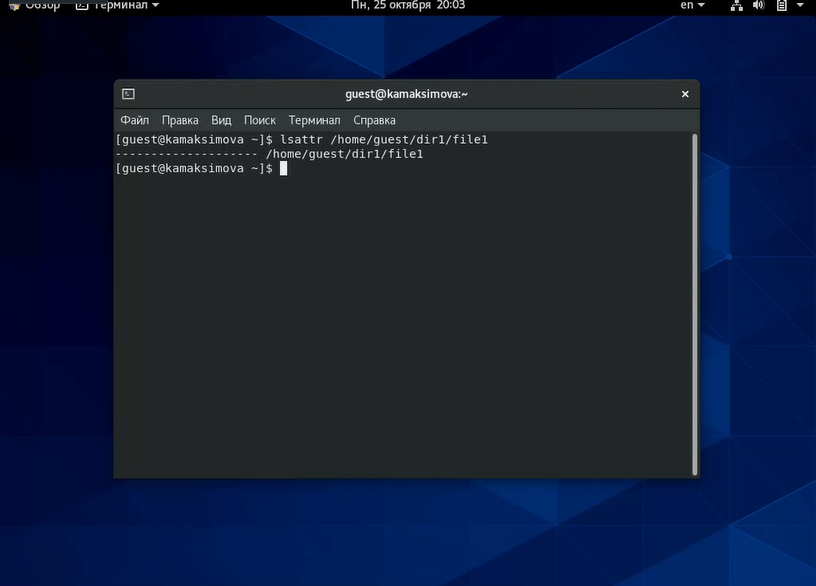 Обзор Терминал Пн, 25 октября 20:03 en
guest@kamaksimova:~
Файл Правка Вид Поиск Терминал Справка
[guest@kamaksimova ~]$ lsattr /home/guest/dir1/file1
-------------------- /home/guest/dir1/file1
[guest@kamaksimova ~]$